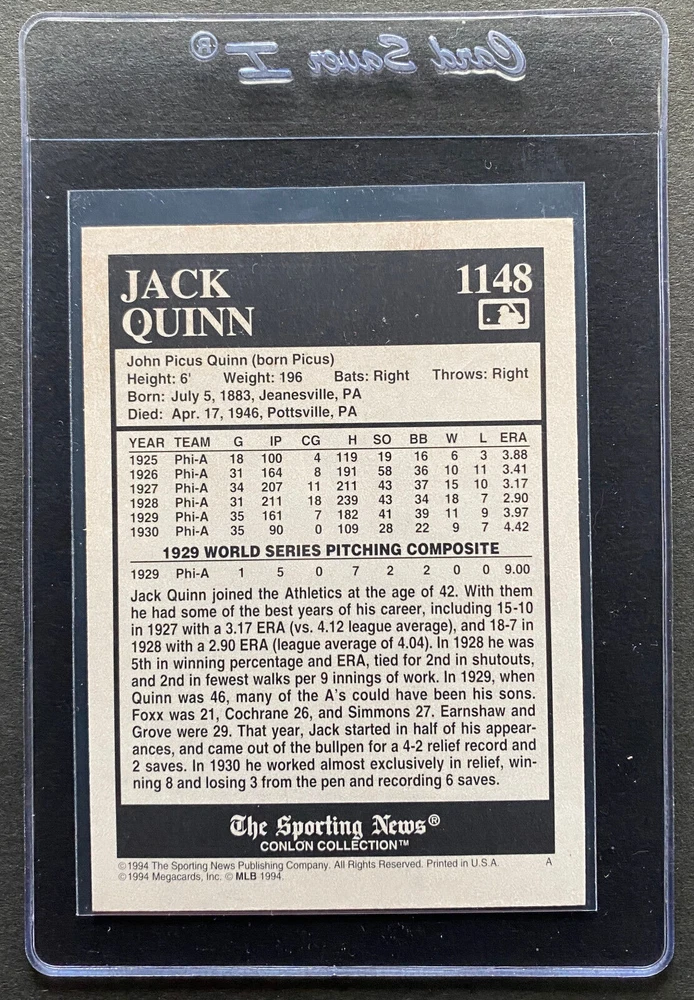 Card Saver I®
JACK 1148
QUINN
John Picus Quinn (born Picus)
Height: 6' Weight: 196 Bats: Right Throws: Right
Born: July 5, 1883, Jeanesville, PA
Died: Apr. 17, 1946, Pottsville, PA
YEAR TEAM G IP CG H SO BB W L ERA
1925 Phi-A 18 100 4 119 19 16 6 3 3.88
1926 Phi-A 31 164 8 191 58 36 10 11 3.41
1927 Phi-A 34 207 11 211 43 37 15 10 3.17
1928 Phi-A 31 211 18 239 43 34 18 7 2.90
1929 Phi-A 35 161 7 182 41 39 11 9 3.97
1930 Phi-A 35 90 0 109 28 22 9 7 4.42
1929 WORLD SERIES PITCHING COMPOSITE
1929 Phi-A 1 5 0 7 2 2 0 0 9.00
Jack Quinn joined the Athletics at the age of 42. With them
he had some of the best years of his career, including 15-10
in 1927 with a 3.17 ERA (vs. 4.12 league average), and 18-7 in
1928 with a 2.90 ERA (league average of 4.04). In 1928 he was
5th in winning percentage and ERA, tied for 2nd in shutouts,
and 2nd in fewest walks per 9 innings of work. In 1929, when
Quinn was 46, many of the A's could have been his sons.
Foxx was 21, Cochrane 26, and Simmons 27. Earnshaw and
Grove were 29. That year, Jack started in half of his appear-
ances, and came out of the bullpen for a 4-2 relief record and
2 saves. In 1930 he worked almost exclusively in relief, win-
ning 8 and losing 3 from the pen and recording 6 saves.
The Sporting News®
CONLON COLLECTION™
©1994 The Sporting News Publishing Company. All Rights Reserved. Printed in U.S.A. A
©1994 Megacards, Inc. © MLB 1994.